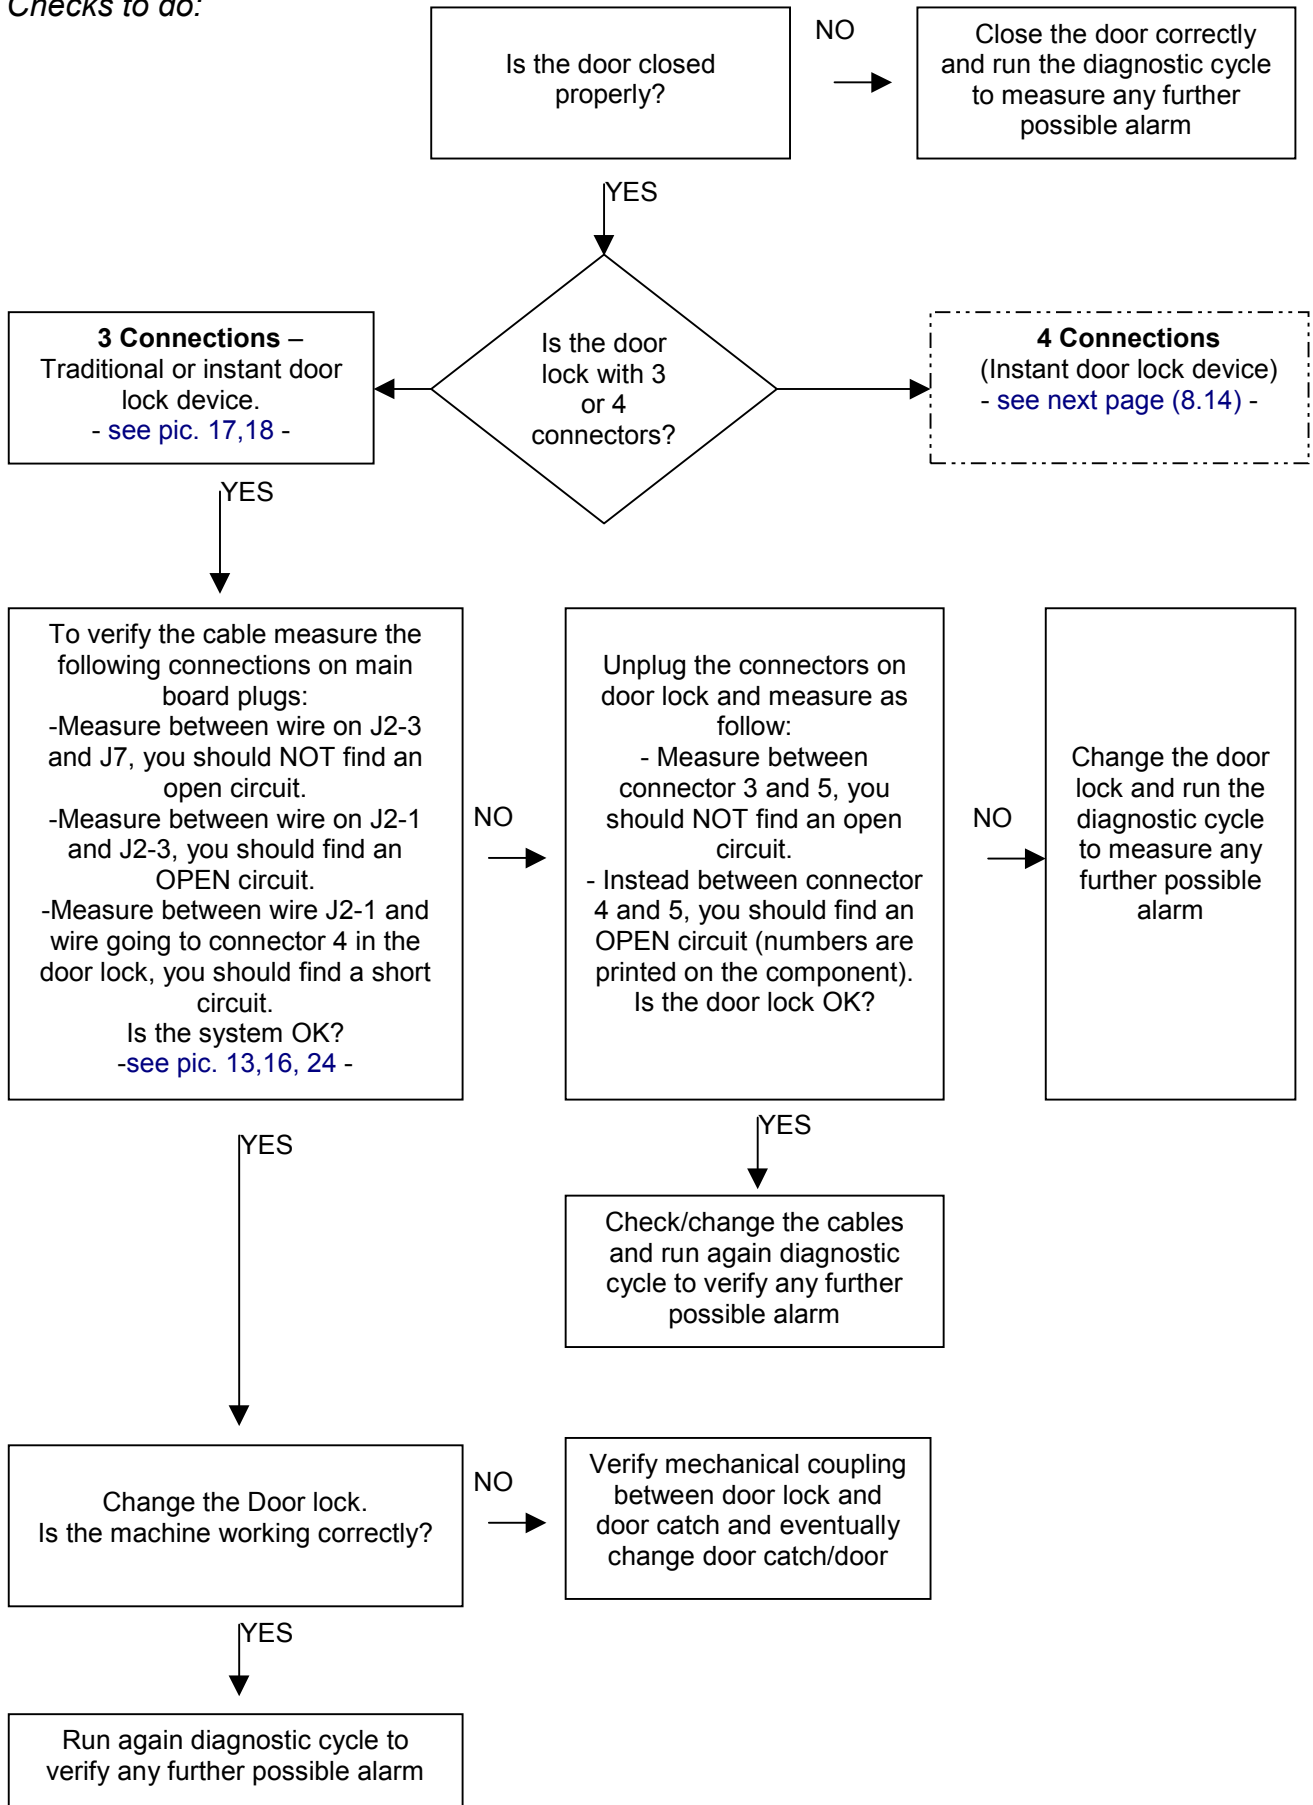 Checks to do:
Is the door closed
properly?
NO
Close the door correctly
and run the diagnostic cycle
to measure any further
possible alarm
YES
Is the door
lock with 3
or 4
connectors?
3 Connections –
Traditional or instant door
lock device.
- see pic. 17,18 -
4 Connections
(Instant door lock device)
- see next page (8.14) -
YES
To verify the cable measure the
following connections on main
board plugs:
-Measure between wire on J2-3
and J7, you should NOT find an
open circuit.
-Measure between wire on J2-1
and J2-3, you should find an
OPEN circuit.
-Measure between wire J2-1 and
wire going to connector 4 in the
door lock, you should find a short
circuit.
Is the system OK?
-see pic. 13,16, 24 -
NO
Unplug the connectors on
door lock and measure as
follow:
- Measure between
connector 3 and 5, you
should NOT find an open
circuit.
- Instead between connector
4 and 5, you should find an
OPEN circuit (numbers are
printed on the component).
Is the door lock OK?
NO
Change the door
lock and run the
diagnostic cycle
to measure any
further possible
alarm
YES
YES
Check/change the cables
and run again diagnostic
cycle to verify any further
possible alarm
Change the Door lock.
Is the machine working correctly?
NO
Verify mechanical coupling
between door lock and
door catch and eventually
change door catch/door
YES
Run again diagnostic cycle to
verify any further possible alarm